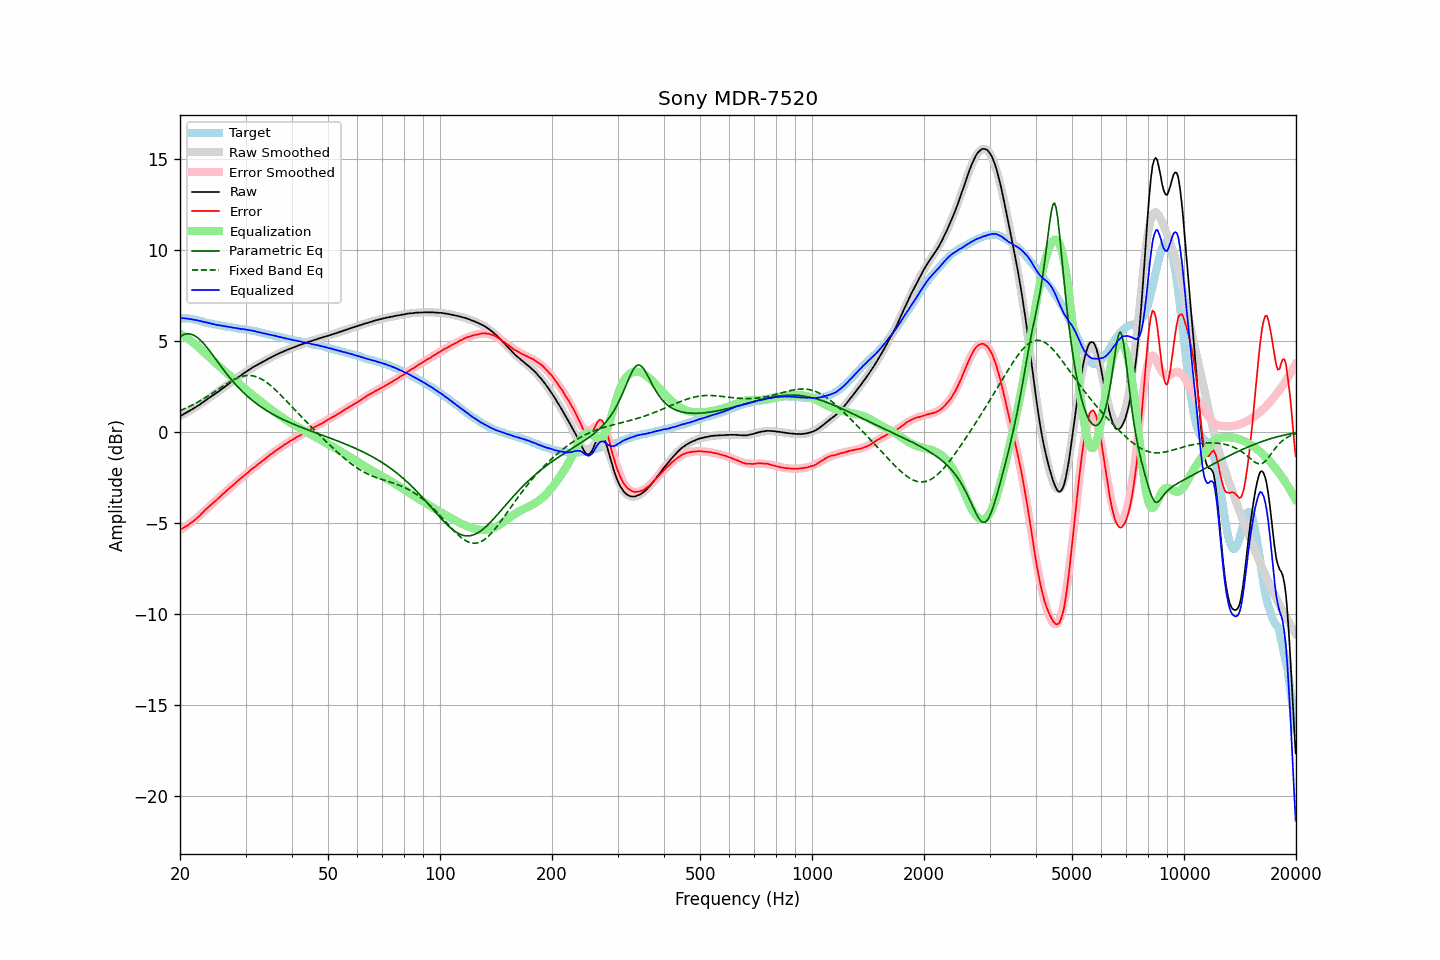 Sony MDR-7520
Target
Raw Smoothed
Error Smoothed
Raw
Error
Equalization
Parametric Eq
Fixed Band Eq
Equalized
15
10
5
0
−5
−10
−15
−20
Amplitude (dBr)
20
50
100
200
500
1000
2000
5000
10000
20000
Frequency (Hz)